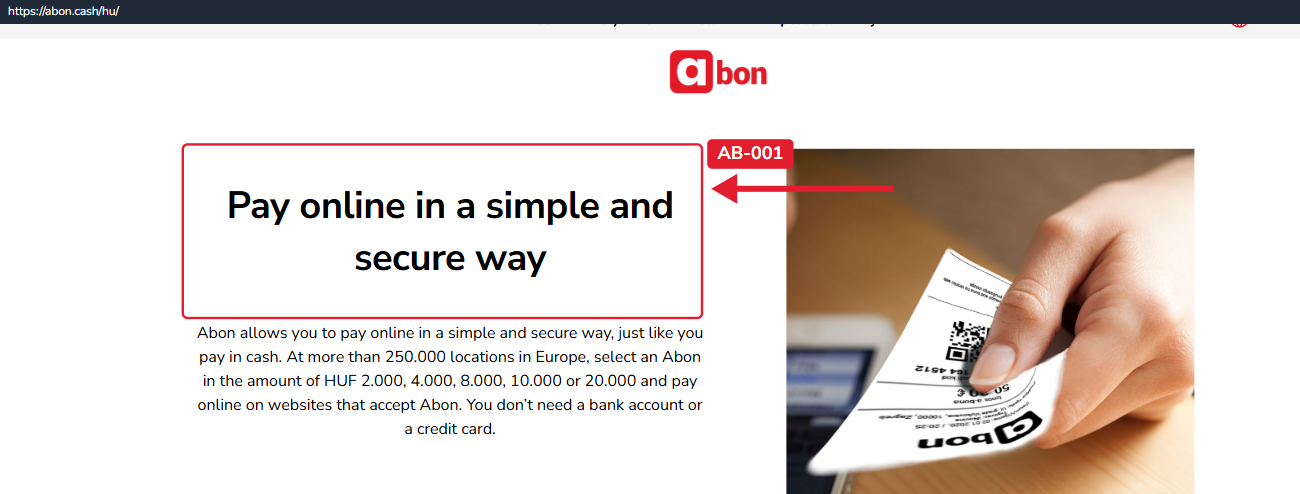 https://abon.cash/hu/
abon
AB-001
Pay online in a simple and
secure way
Abon allows you to pay online in a simple and secure way, just like you
pay in cash. At more than 250.000 locations in Europe, select an Abon
in the amount of HUF 2.000, 4.000, 8.000, 10.000 or 20.000 and pay
online on websites that accept Abon. You don’t need a bank account or
a credit card.
164 4512
abon